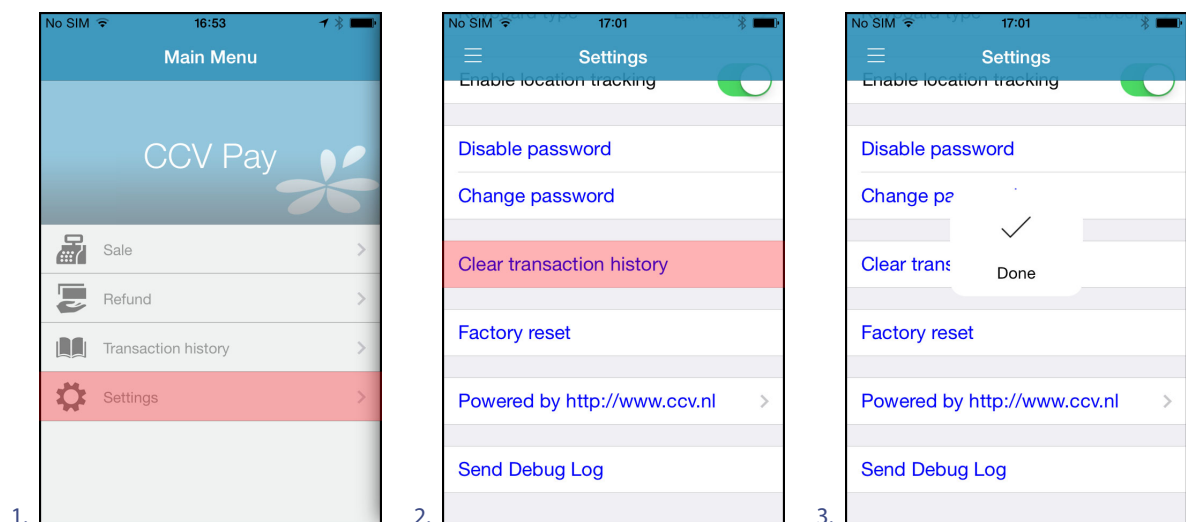 No SIM 16:53
Main Menu
CCV Pay
Sale
Refund
Transaction history
Settings
1.
No SIM 17:01
Settings
Enable location tracking
Disable password
Change password
Clear transaction history
Factory reset
Powered by http://www.ccv.nl
Send Debug Log
2.
No SIM 17:01
Settings
Enable location tracking
Disable password
Change pa
Clear trans
Done
Factory reset
Powered by http://www.ccv.nl
Send Debug Log
3.